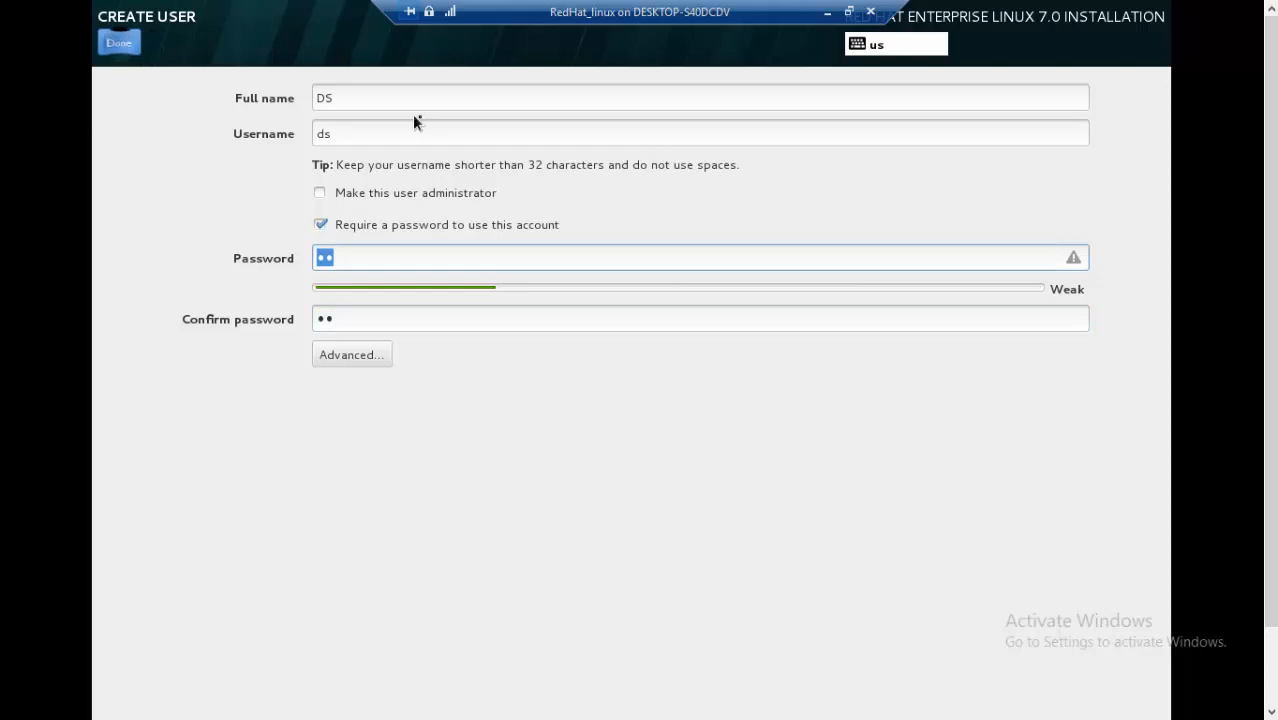 CREATE USER
RedHat_linux on DESKTOP-S40DCDV
HAT ENTERPRISE LINUX 7.0 INSTALLATION
Done
us
Full name
DS
Username
ds
Tip: Keep your username shorter than 32 characters and do not use spaces.
Make this user administrator
Require a password to use this account
Password
••
Weak
Confirm password
••
Advanced...
Activate Windows
Go to Settings to activate Windows.